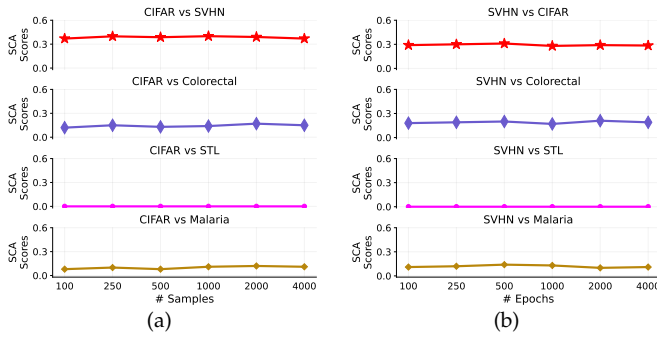 CIFAR vs SVHN
SCA
Scores
0.6
0.3
0.0
CIFAR vs Colorectal
SCA
Scores
0.6
0.3
0.0
CIFAR vs STL
SCA
Scores
0.6
0.3
0.0
CIFAR vs Malaria
SCA
Scores
0.6
0.3
0.0
100 250 500 1000 2000 4000
# Samples
(a)
SVHN vs CIFAR
SCA
Scores
0.6
0.3
0.0
SVHN vs Colorectal
SCA
Scores
0.6
0.3
0.0
SVHN vs STL
SCA
Scores
0.6
0.3
0.0
SVHN vs Malaria
SCA
Scores
0.6
0.3
0.0
100 250 500 1000 2000 4000
# Epochs
(b)